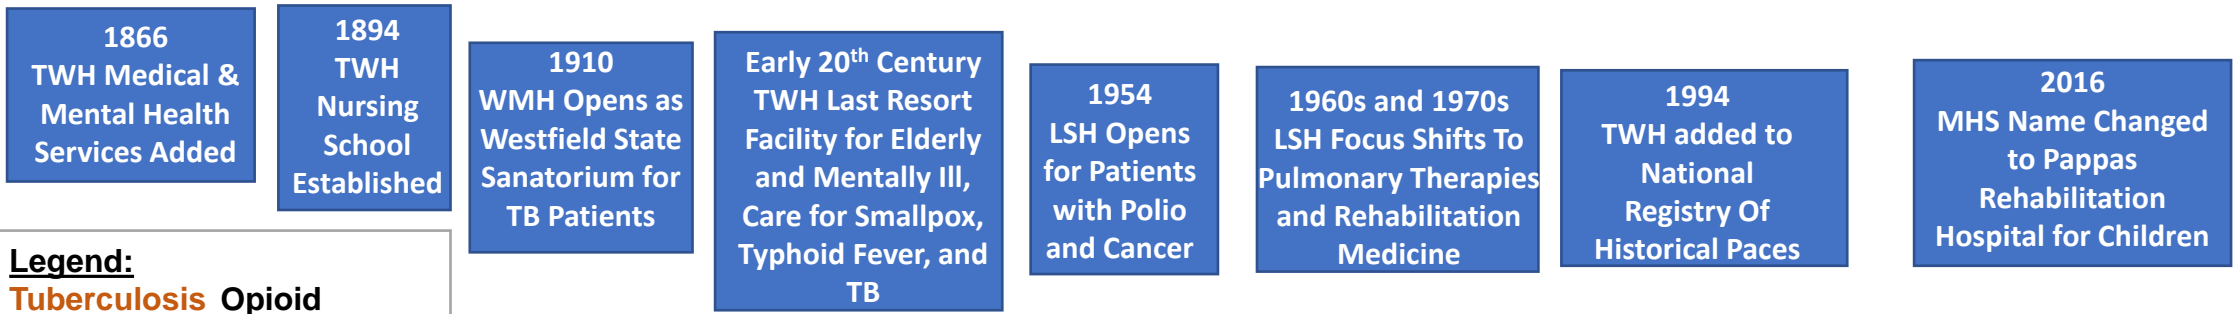 1866
TWH Medical &
Mental Health
Services Added
1894
TWH
Nursing
School
Established
1910
WMH Opens as
Westfield State
Sanatorium for
TB Patients
Early 20th Century
TWH Last Resort
Facility for Elderly
and Mentally Ill,
Care for Smallpox,
Typhoid Fever, and
TB
1954
LSH Opens
for Patients
with Polio
and Cancer
1960s and 1970s
LSH Focus Shifts To
Pulmonary Therapies
and Rehabilitation
Medicine
1994
TWH added to
National
Registry Of
Historical Paces
2016
MHS Name Changed
to Pappas
Rehabilitation
Hospital for Children
Legend:
Tuberculosis Opioid